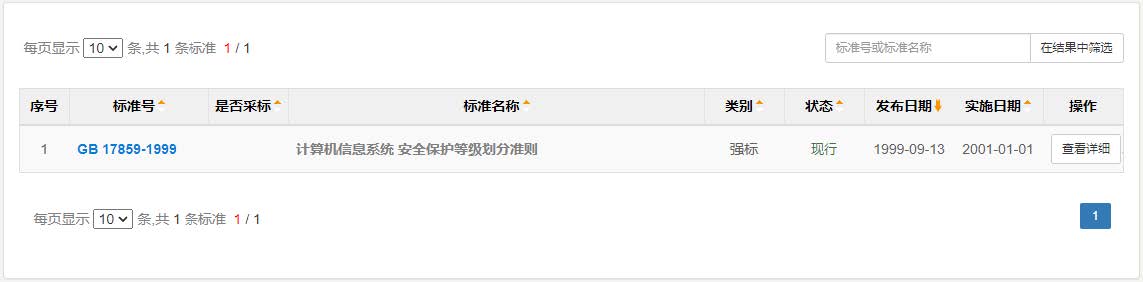 每页显示 10 条,共 1 条标准 1 / 1
标准号或标准名称 在结果中筛选
序号 标准号 是否采标 标准名称 类别 状态 发布日期 实施日期 操作
1 GB 17859-1999 计算机信息系统 安全保护等级划分准则 强标 现行 1999-09-13 2001-01-01 查看详细
每页显示 10 条,共 1 条标准 1 / 1
1